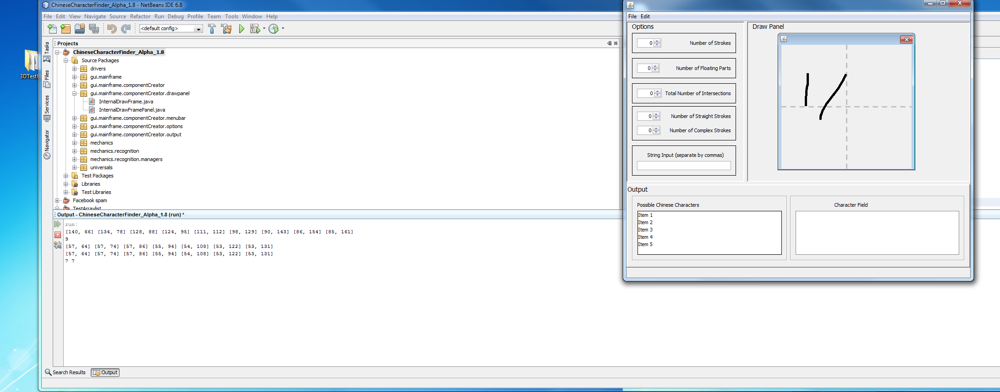 ChineseCharacterFinder_Alpha_1.8 - NetBeans IDE 6.8
File Edit View Navigate Source Refactor Run Debug Profile Team Tools Window Help
<default config>
Tasks
Files
Services
Navigator
3DTest
Projects
ChineseCharacterFinder_Alpha_1.8
Source Packages
drivers
gui.mainframe
gui.mainframe.componentCreator
gui.mainframe.componentCreator.drawpanel
InternalDrawFrame.java
InternalDrawFramePanel.java
gui.mainframe.componentCreator.menubar
gui.mainframe.componentCreator.options
gui.mainframe.componentCreator.output
mechanics
mechanics.recognition
mechanics.recognition.managers
universals
Test Packages
Libraries
Test Libraries
Facebook spam
TestArraylist
Output - ChineseCharacterFinder_Alpha_1.8 (run) *
run:
[140, 66] [134, 78] [128, 88] [124, 95] [111, 112] [98, 129] [90, 143] [86, 154] [85, 161]
9
[57, 64] [57, 74] [57, 86] [55, 94] [54, 108] [53, 122] [53, 131]
[57, 64] [57, 74] [57, 86] [55, 94] [54, 108] [53, 122] [53, 131]
7 7
Search Results Output
File Edit
Options
0 Number of Strokes
0 Number of Floating Parts
0 Total Number of Intersections
0 Number of Straight Strokes
0 Number of Complex Strokes
String Input (separate by commas)
Draw Panel
Output
Possible Chinese Characters
Item 1
Item 2
Item 3
Item 4
Item 5
Character Field